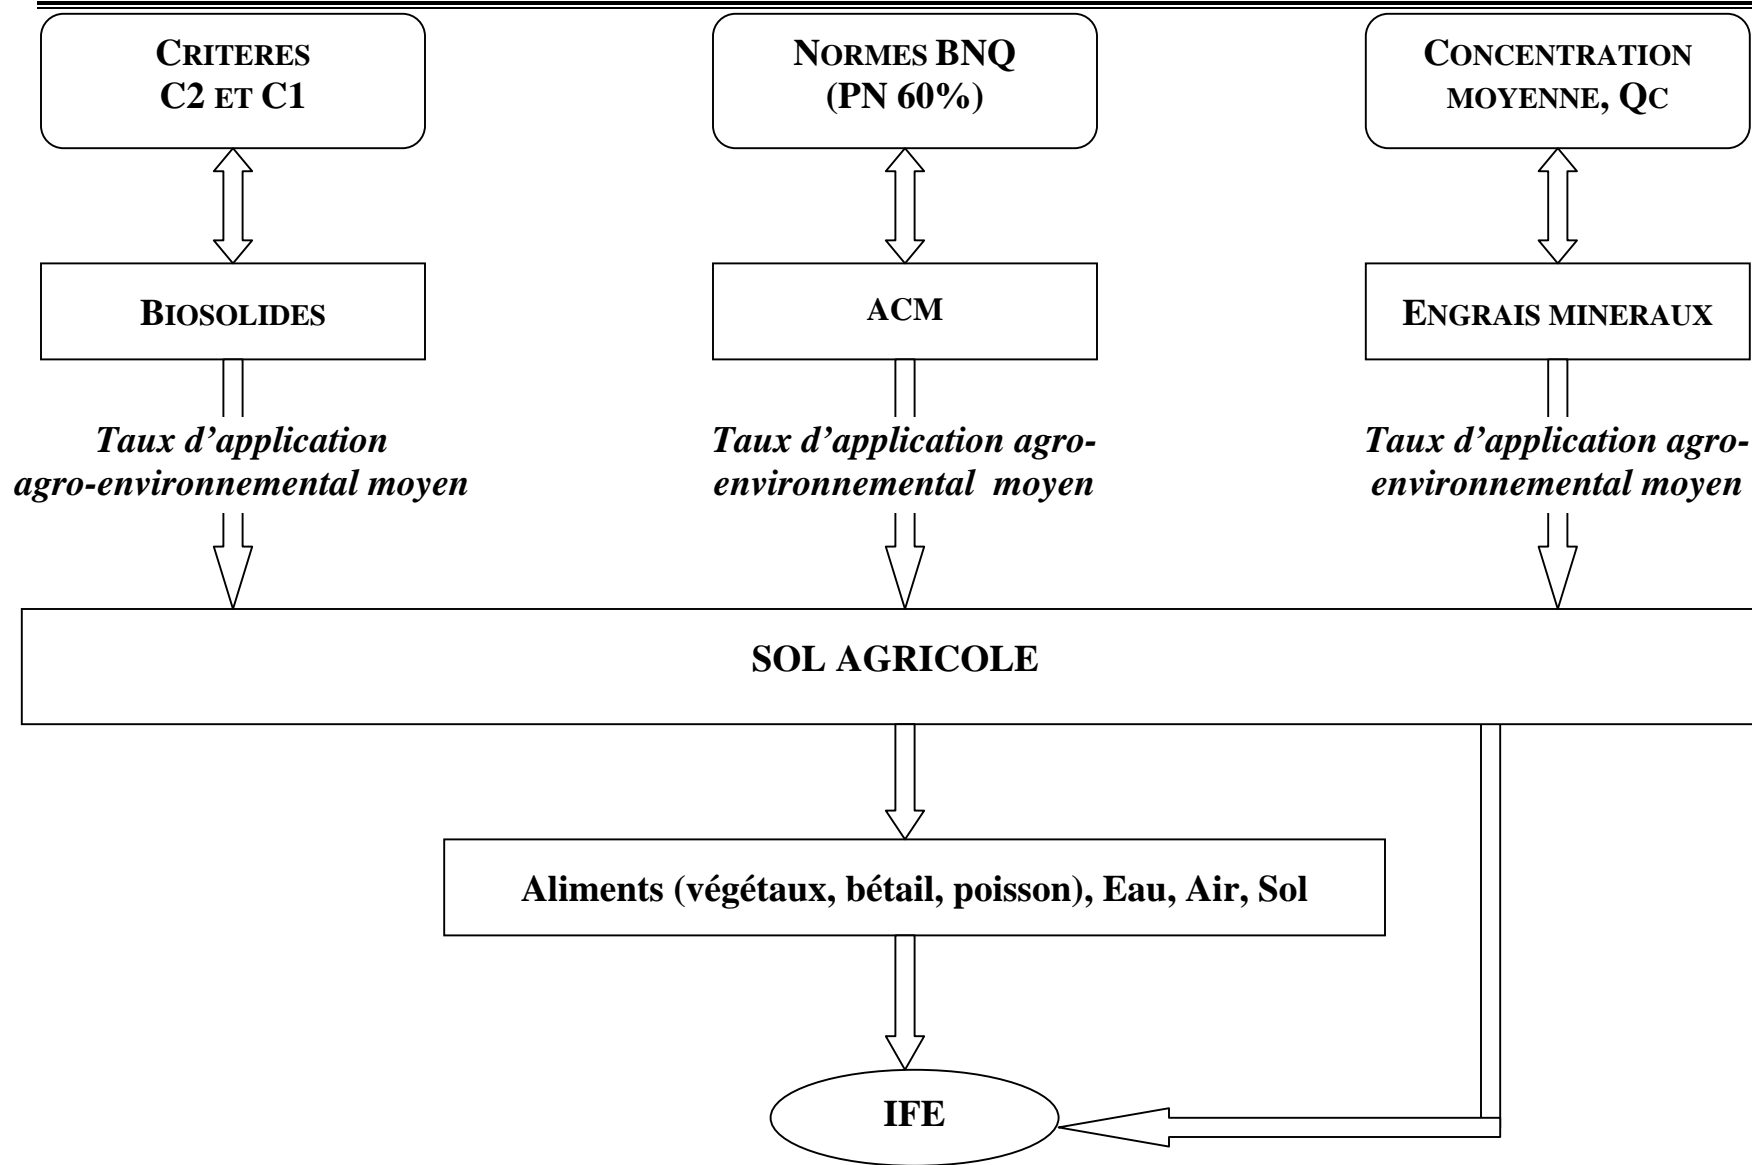 CRITERES
C2 ET C1
NORMES BNQ
(PN 60%)
CONCENTRATION
MOYENNE, QC
BIOSOLIDES
ACM
ENGRAIS MINERAUX
Taux d’application
agro-environnemental moyen
Taux d’application agro-
environnemental moyen
Taux d’application agro-
environnemental moyen
SOL AGRICOLE
Aliments (végétaux, bétail, poisson), Eau, Air, Sol
IFE